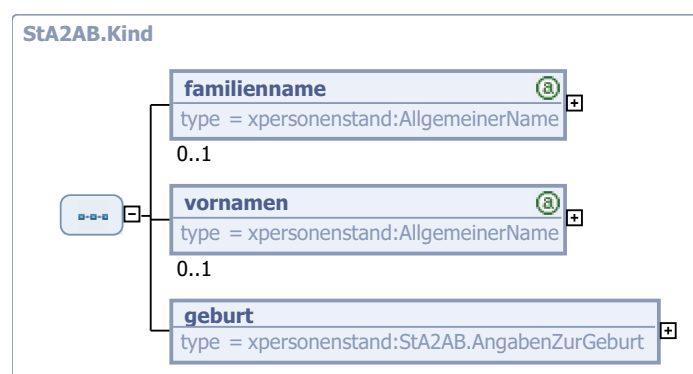 StA2AB.Kind
familienname @
type = xpersonenstand:AllgemeinerName
0..1
vornamen @
type = xpersonenstand:AllgemeinerName
0..1
geburt
type = xpersonenstand:StA2AB.AngabenZurGeburt